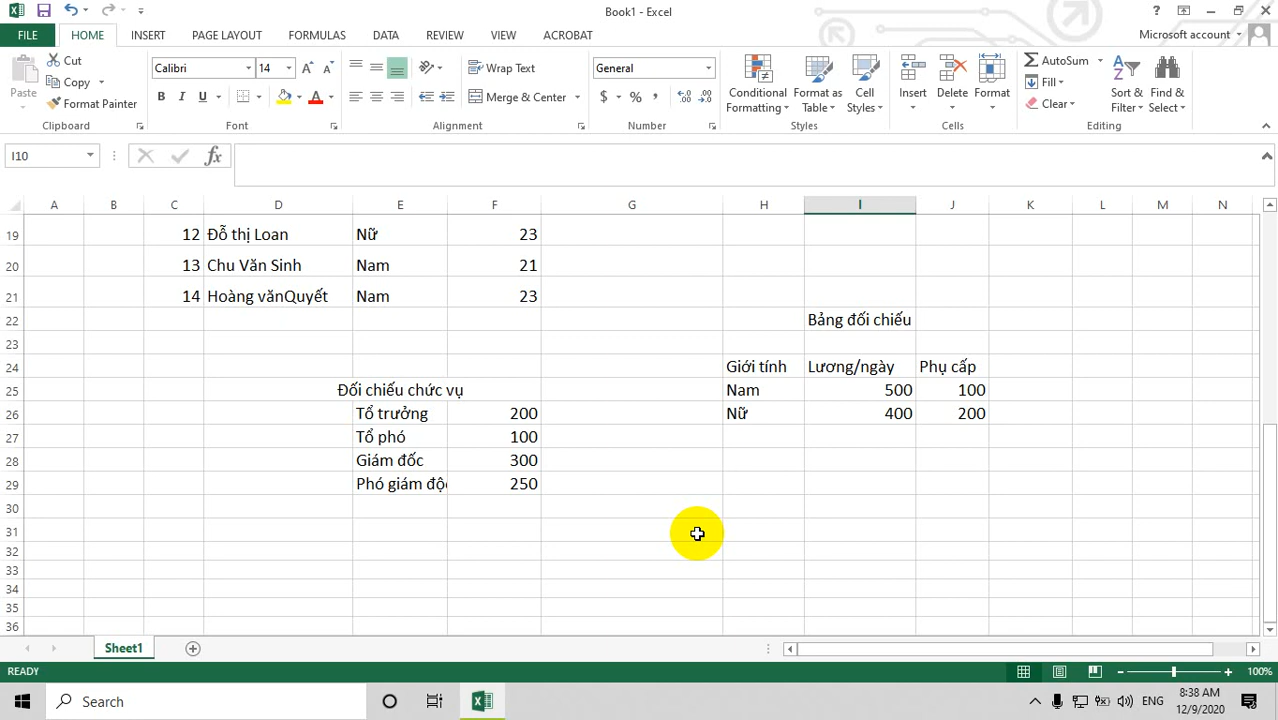 Book1 - Excel
FILE HOME INSERT PAGE LAYOUT FORMULAS DATA REVIEW VIEW ACROBAT Microsoft account
Paste
Cut
Copy
Format Painter
Clipboard
Calibri 14
B I U
Font
Wrap Text
Merge & Center
Alignment
General
$ % ,
Number
Conditional Formatting
Format as Table
Cell Styles
Styles
Insert Delete Format
Cells
AutoSum
Fill
Clear
Sort & Filter
Find & Select
Editing
I10 fx
A B C D E F G H I J K L M N
19 12 Đỗ thị Loan Nữ 23
20 13 Chu Văn Sinh Nam 21
21 14 Hoàng vănQuyết Nam 23
22 Bảng đối chiếu
23
24 Giới tính Lương/ngày Phụ cấp
25 Đối chiếu chức vụ Nam 500 100
26 Tổ trưởng 200 Nữ 400 200
27 Tổ phó 100
28 Giám đốc 300
29 Phó giám độc 250
30
31
32
33
34
35
36
Sheet1
READY 100%
Search ENG 8:38 AM
12/9/2020